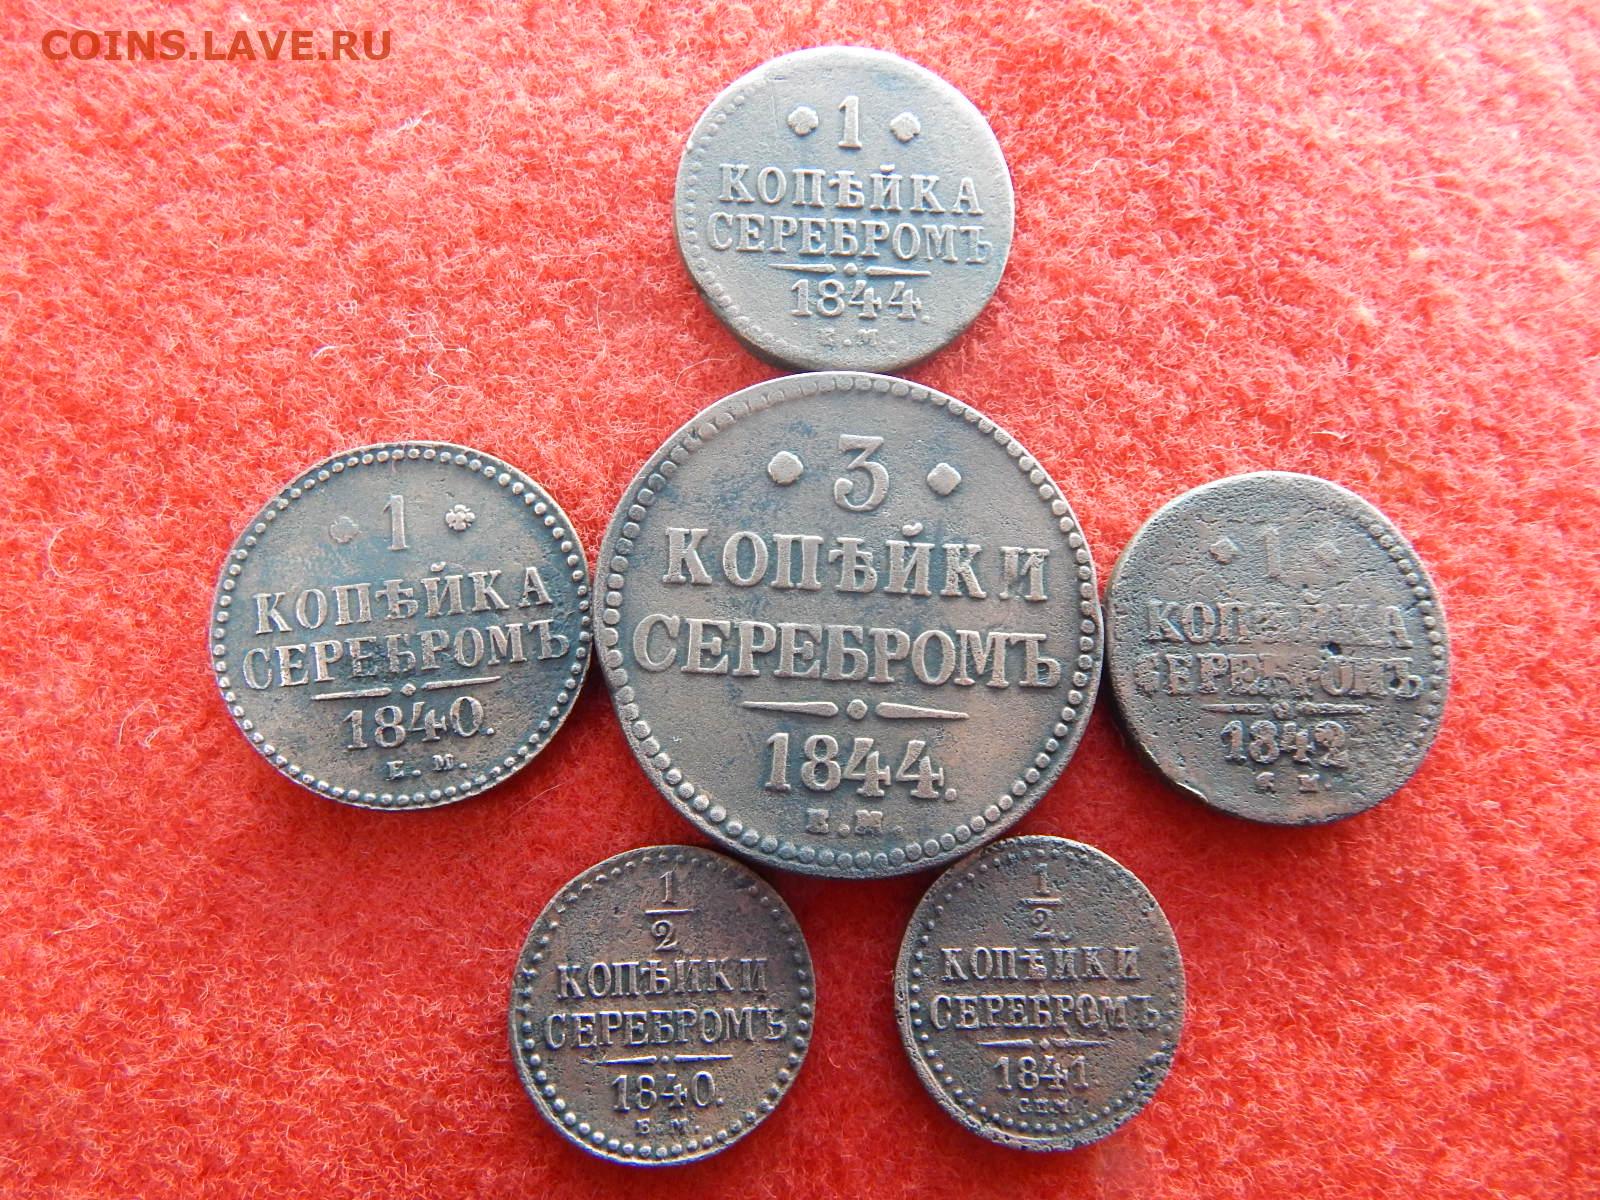 COINS.LAVE.RU
1
КОПѢЙКА
СЕРЕБРОМЪ
1844.
Е.М.
1
КОПѢЙКА
СЕРЕБРОМЪ
1840.
Е.М.
3
КОПѢЙКИ
СЕРЕБРОМЪ
1844.
Е.М.
1
КОПѢЙКА
СЕРЕБРОМЪ
1842
М.
1
2
КОПѢЙКИ
СЕРЕБРОМЪ
1840.
Е.М.
1
2
КОПѢЙКИ
СЕРЕБРОМЪ
1841.